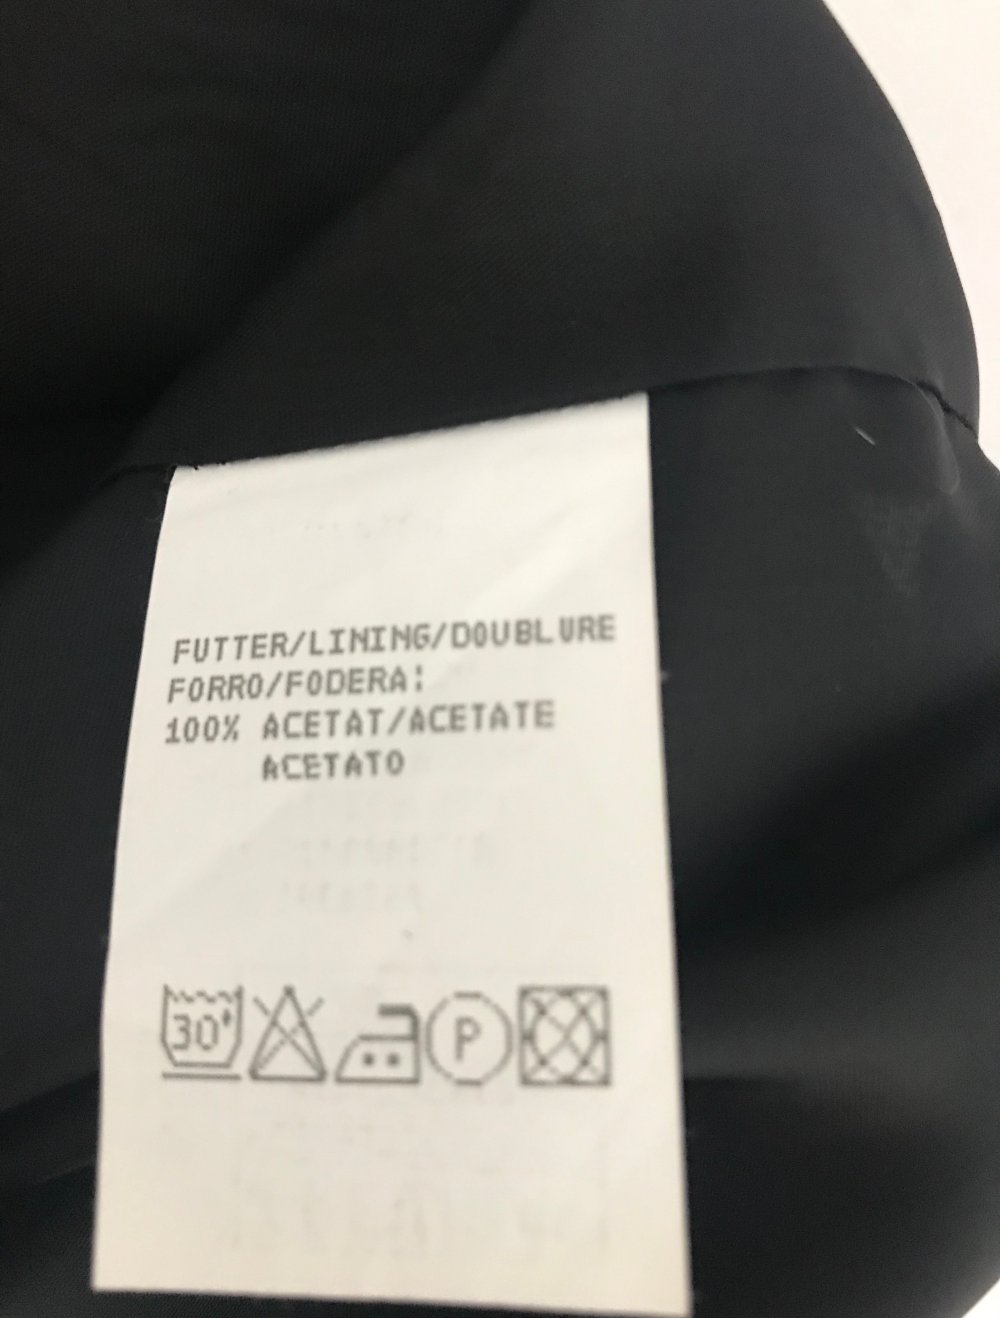 FUTTER/LINING/DOUBLURE
FORRO/FODERA:
100% ACETAT/ACETATE
ACETATO
30°
P